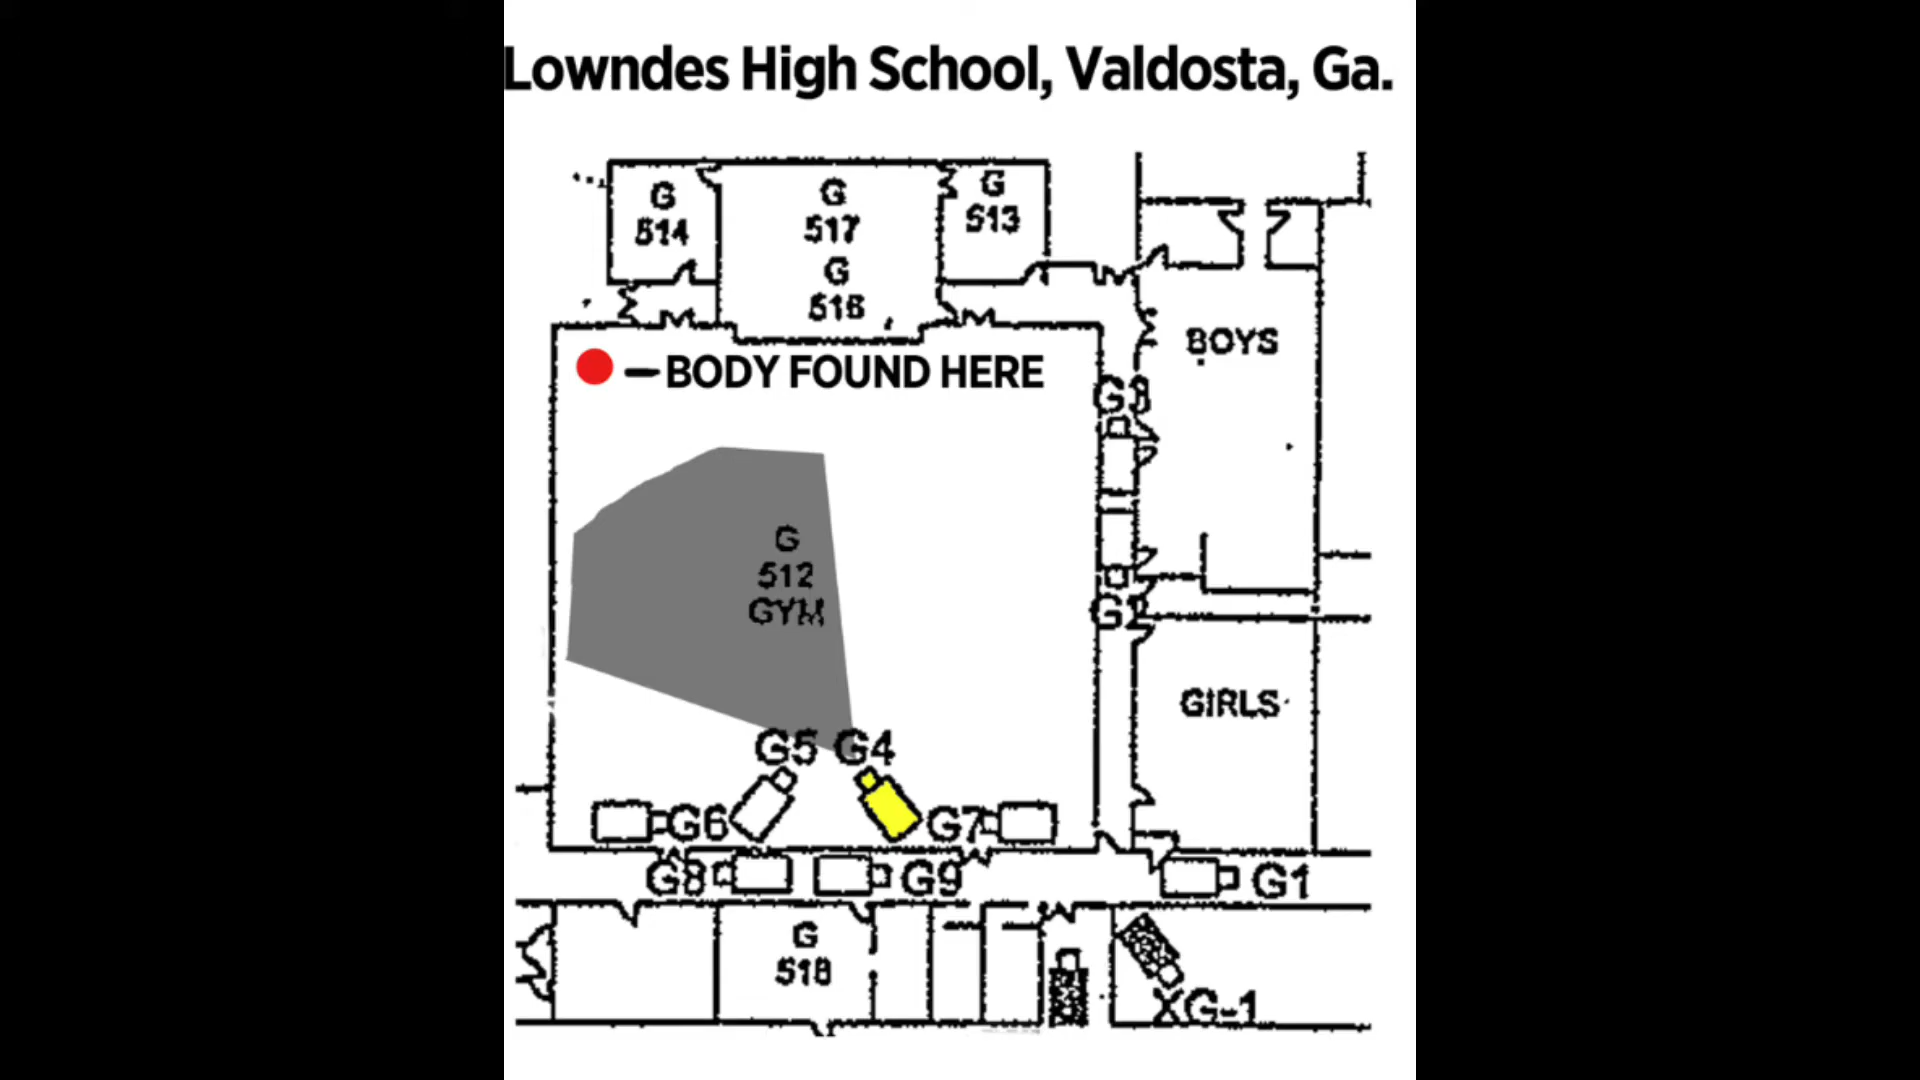 Lowndes High School, Valdosta, Ga.
G
514
G
517
G
513
G
516
BOYS
— BODY FOUND HERE
G3
G
512
GYM
G2
GIRLS
G5
G4
G6
G7
G8
G9
G1
G
518
XG-1